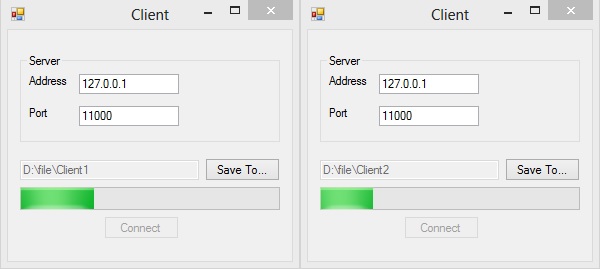 Client
Server
Address 127.0.0.1
Port 11000
D:\file\Client1 Save To...
Connect
Client
Server
Address 127.0.0.1
Port 11000
D:\file\Client2 Save To...
Connect